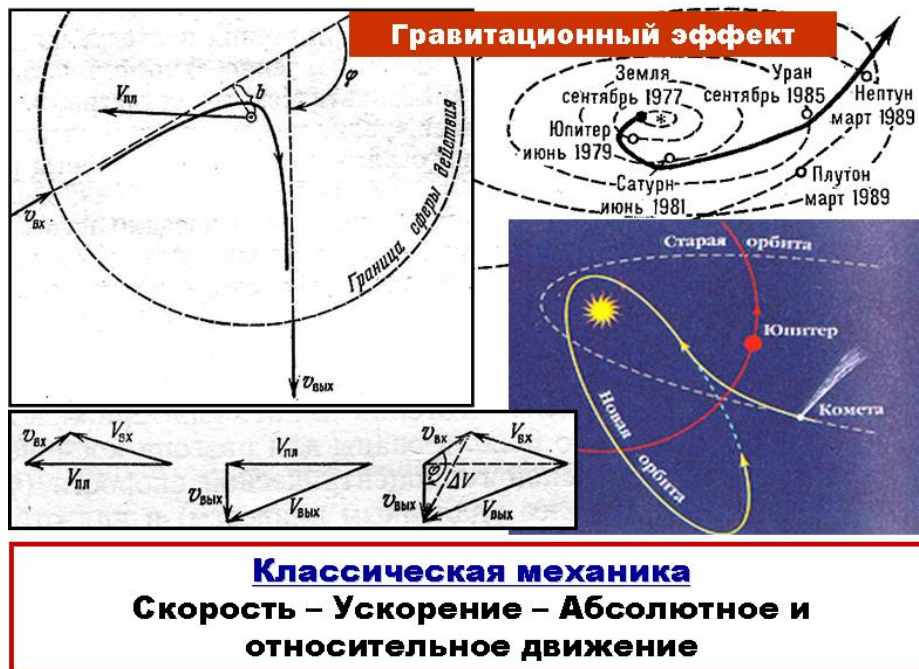 Гравитационный эффект
Vпл
b
φ
vвх
Граница сферы действия
vвых
Земля
сентябрь 1977
Уран
сентябрь 1985
Нептун
март 1989
Юпитер
июнь 1979
Сатурн
июнь 1981
Плутон
март 1989
Старая орбита
Юпитер
Комета
Новая
орбита
vвх
Vвх
Vпл
Vпл
vвых
Vвых
vвх
Vвх
φ
ΔV
vвых
Vвых
Классическая механика
Скорость – Ускорение – Абсолютное и
относительное движение